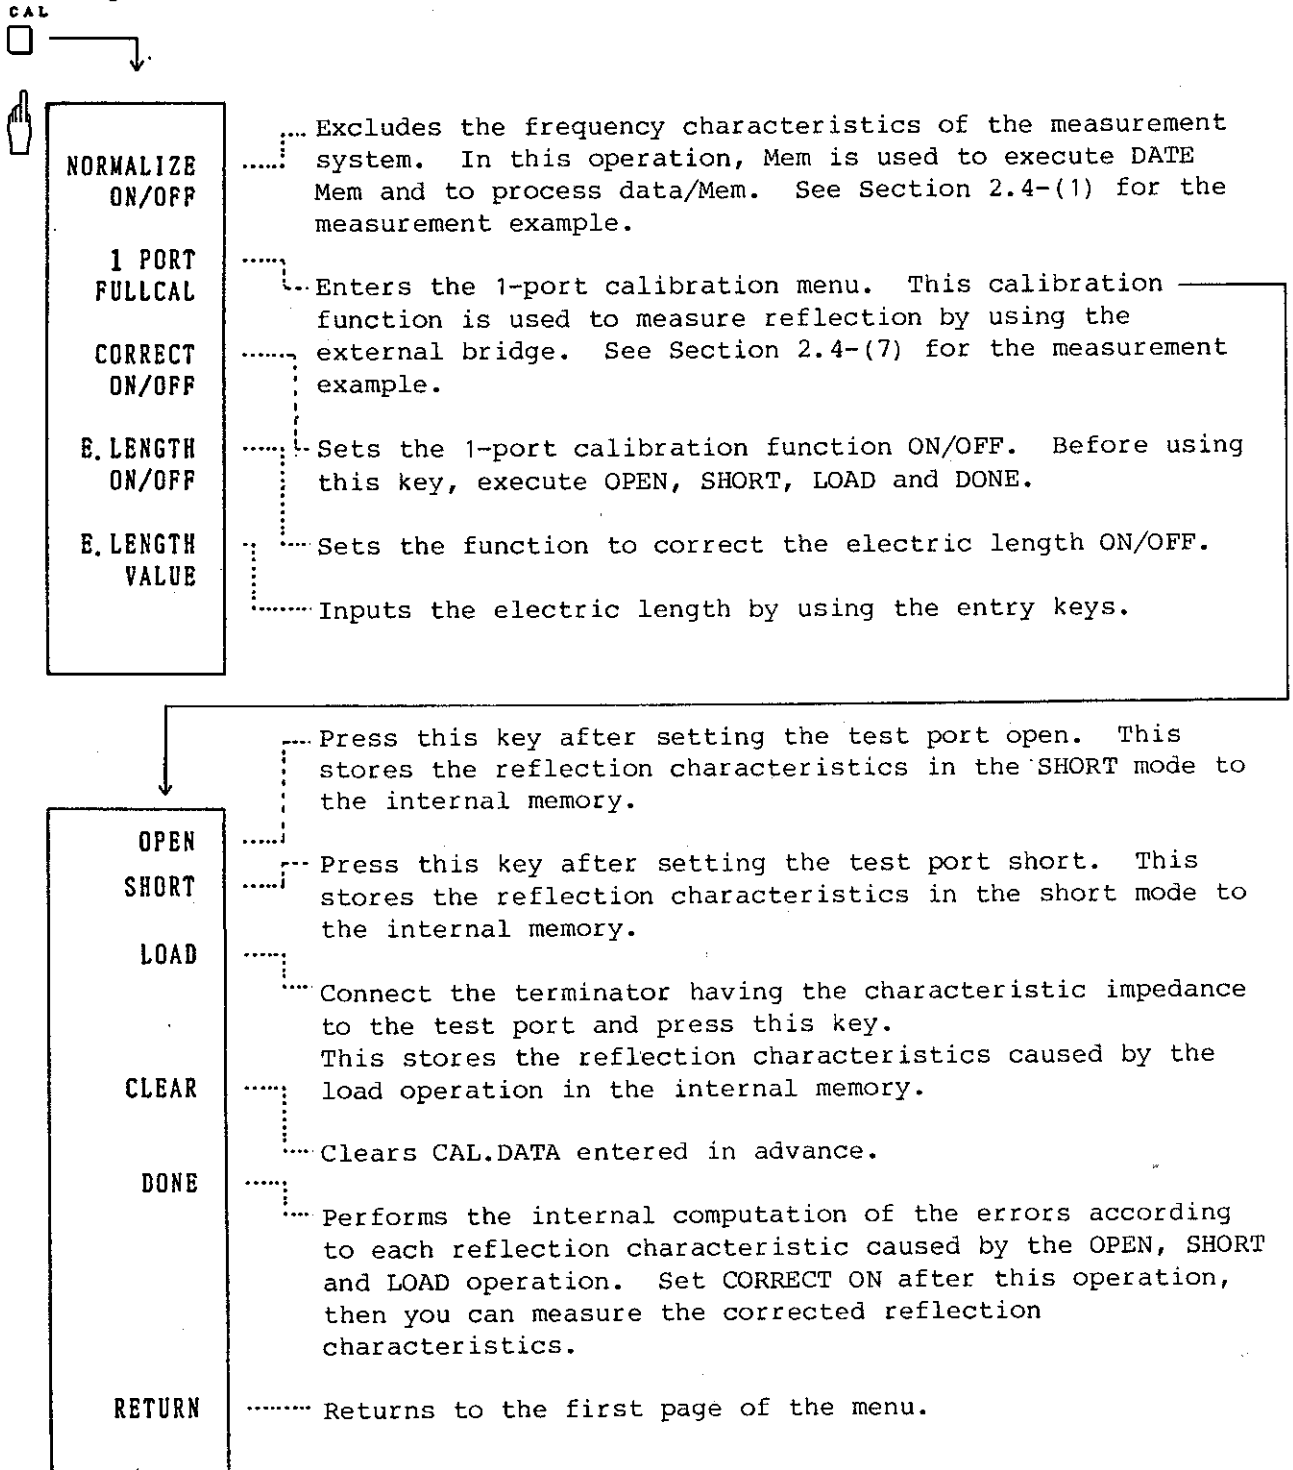 CAL
NORMALIZE
ON/OFF
Excludes the frequency characteristics of the measurement
system. In this operation, Mem is used to execute DATE
Mem and to process data/Mem. See Section 2.4-(1) for the
measurement example.
1 PORT
FULLCAL
Enters the 1-port calibration menu. This calibration
function is used to measure reflection by using the
external bridge. See Section 2.4-(7) for the measurement
example.
CORRECT
ON/OFF
Sets the 1-port calibration function ON/OFF. Before using
this key, execute OPEN, SHORT, LOAD and DONE.
E.LENGTH
ON/OFF
Sets the function to correct the electric length ON/OFF.
E.LENGTH
VALUE
Inputs the electric length by using the entry keys.
OPEN
Press this key after setting the test port open. This
stores the reflection characteristics in the SHORT mode to
the internal memory.
SHORT
Press this key after setting the test port short. This
stores the reflection characteristics in the short mode to
the internal memory.
LOAD
Connect the terminator having the characteristic impedance
to the test port and press this key.
This stores the reflection characteristics caused by the
load operation in the internal memory.
CLEAR
Clears CAL.DATA entered in advance.
DONE
Performs the internal computation of the errors according
to each reflection characteristic caused by the OPEN, SHORT
and LOAD operation. Set CORRECT ON after this operation,
then you can measure the corrected reflection
characteristics.
RETURN
Returns to the first page of the menu.